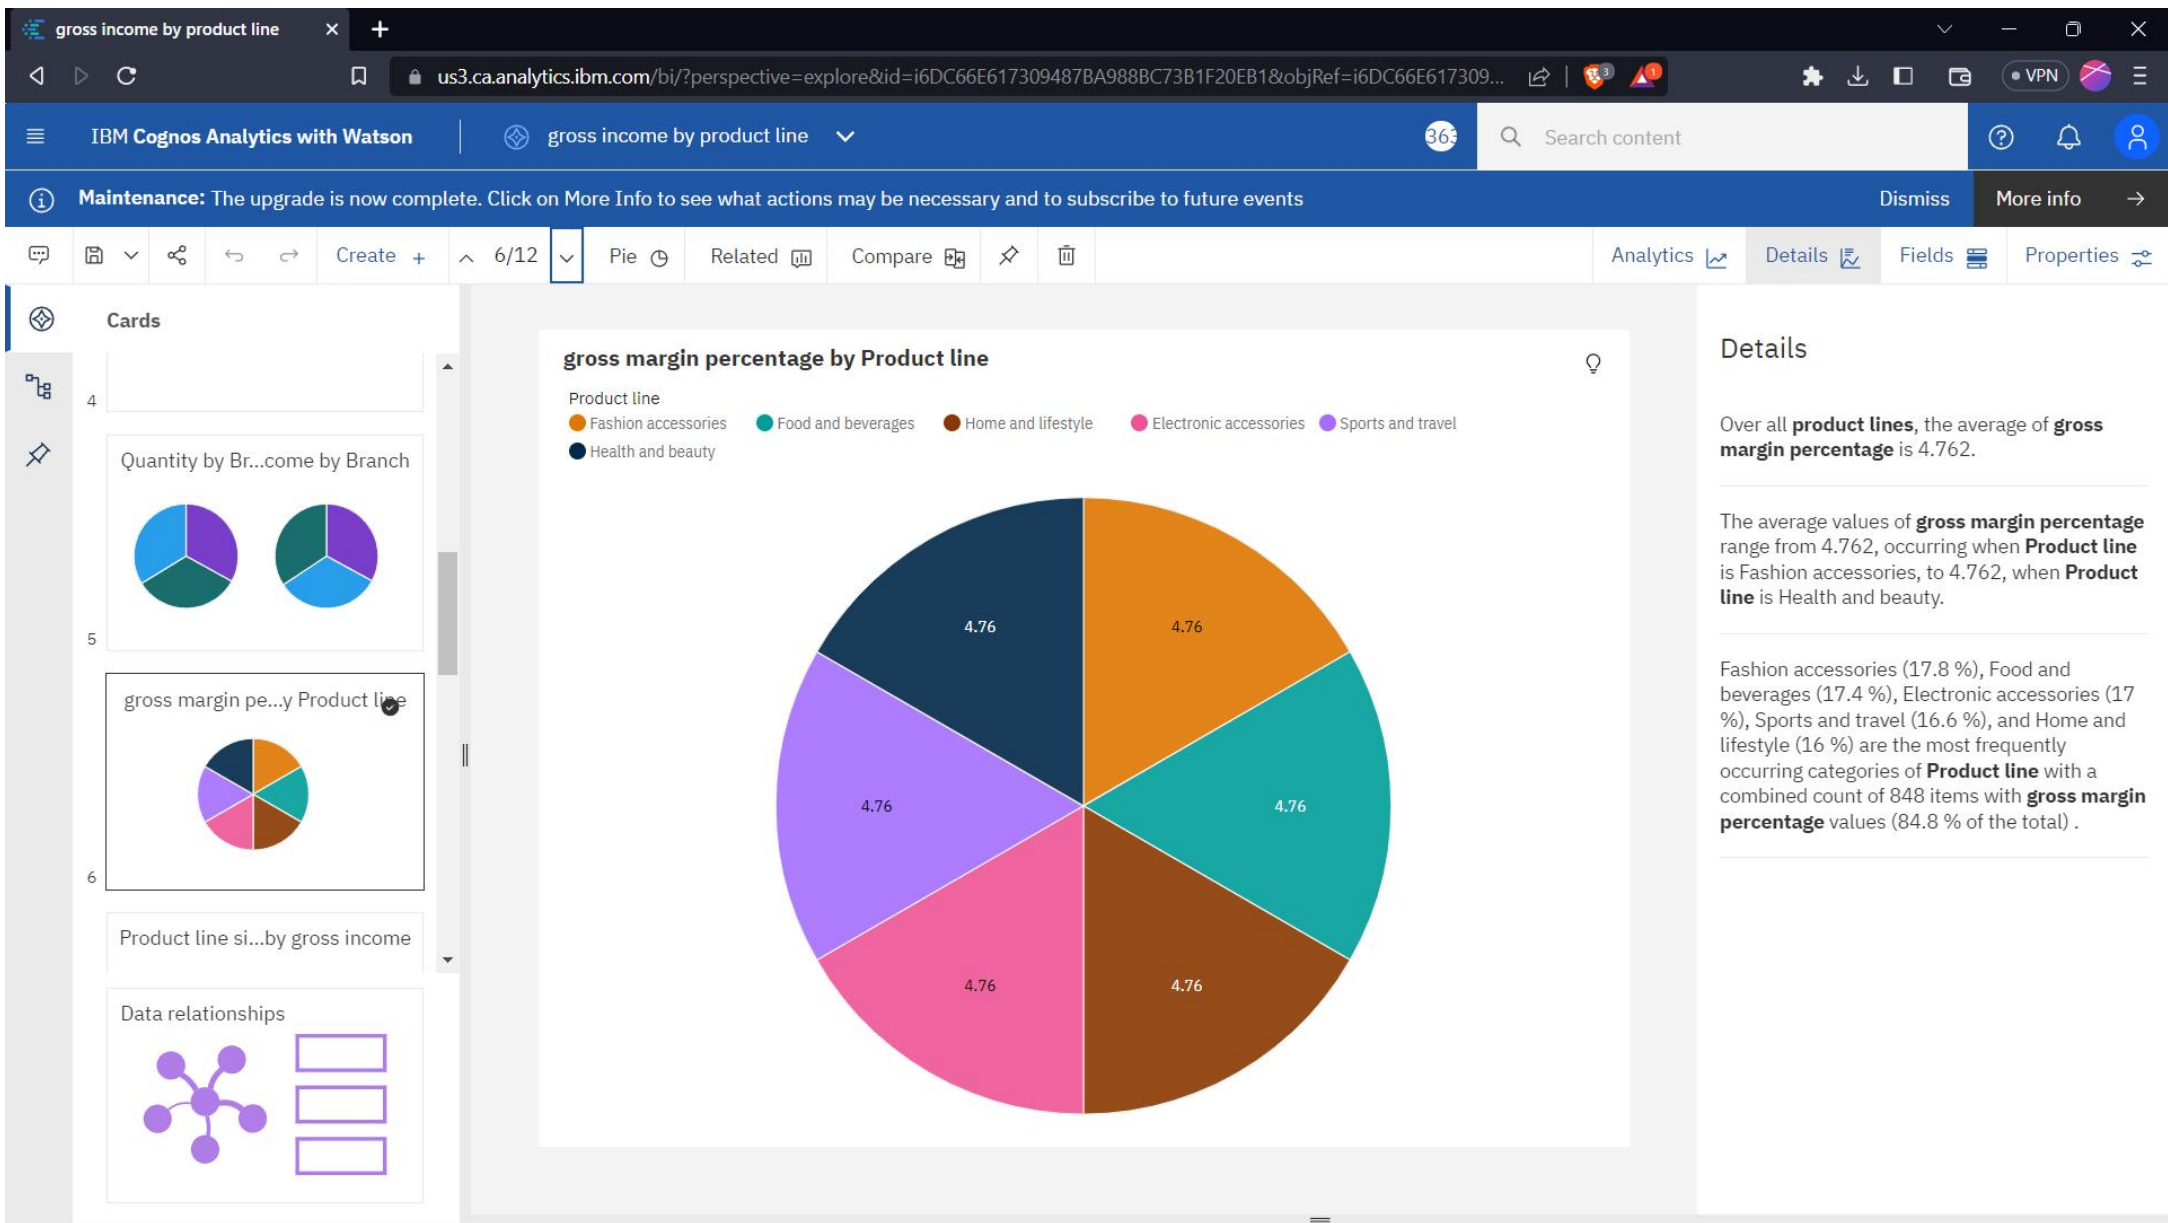 gross income by product line
us3.ca.analytics.ibm.com/bi/?perspective=explore&id=i6DC66E617309487BA988BC73B1F20EB1&objRef=i6DC66E617309...
3
1
VPN
IBM Cognos Analytics with Watson
gross income by product line
363
Search content
Maintenance: The upgrade is now complete. Click on More Info to see what actions may be necessary and to subscribe to future events
Dismiss
More info
Create
6/12
Pie
Related
Compare
Analytics
Details
Fields
Properties
Cards
4
Quantity by Br...come by Branch
5
gross margin pe...y Product line
6
Product line si...by gross income
Data relationships
gross margin percentage by Product line
Product line
Fashion accessories
Food and beverages
Home and lifestyle
Electronic accessories
Sports and travel
Health and beauty
4.76
4.76
4.76
4.76
4.76
4.76
Details
Over all product lines, the average of gross
margin percentage is 4.762.
The average values of gross margin percentage
range from 4.762, occurring when Product line
is Fashion accessories, to 4.762, when Product
line is Health and beauty.
Fashion accessories (17.8 %), Food and
beverages (17.4 %), Electronic accessories (17
%), Sports and travel (16.6 %), and Home and
lifestyle (16 %) are the most frequently
occurring categories of Product line with a
combined count of 848 items with gross margin
percentage values (84.8 % of the total) .